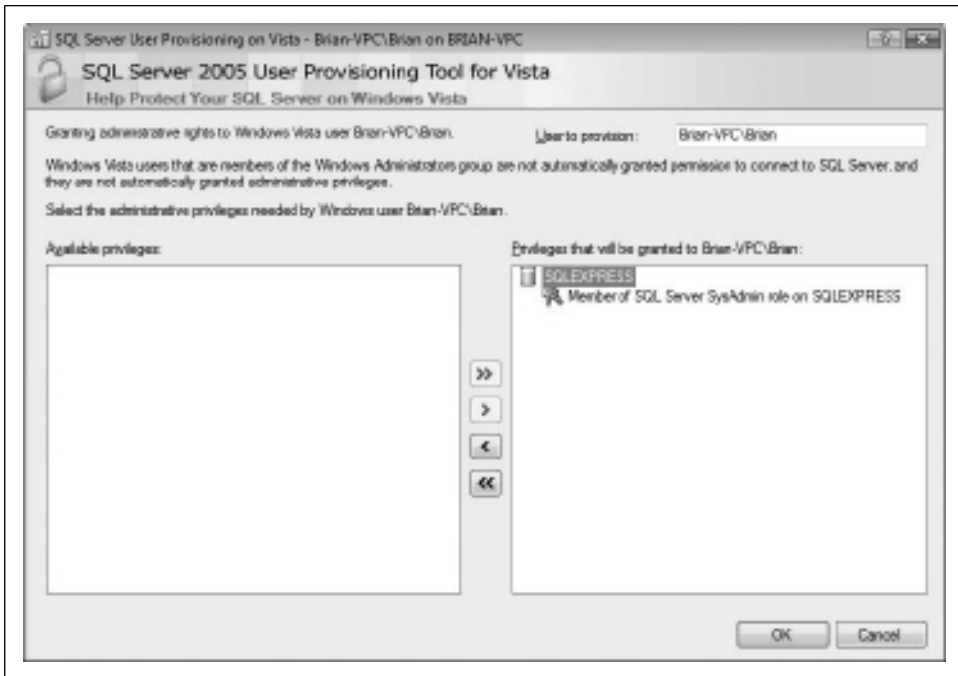 SQL Server User Provisioning on Vista - Brian-VPC\Brian on BRIAN-VPC
SQL Server 2005 User Provisioning Tool for Vista
Help Protect Your SQL Server on Windows Vista
Granting administrative rights to Windows Vista user Brian-VPC\Brian.
User to provision:
Brian-VPC\Brian
Windows Vista users that are members of the Windows Administrators group are not automatically granted permission to connect to SQL Server, and
they are not automatically granted administrative privileges.
Select the administrative privileges needed by Windows user Brian-VPC\Brian.
Available privileges:
Privileges that will be granted to Brian-VPC\Brian:
SQLEXPRESS
Member of SQL Server SysAdmin role on SQLEXPRESS
>>
>
<
<<
OK
Cancel